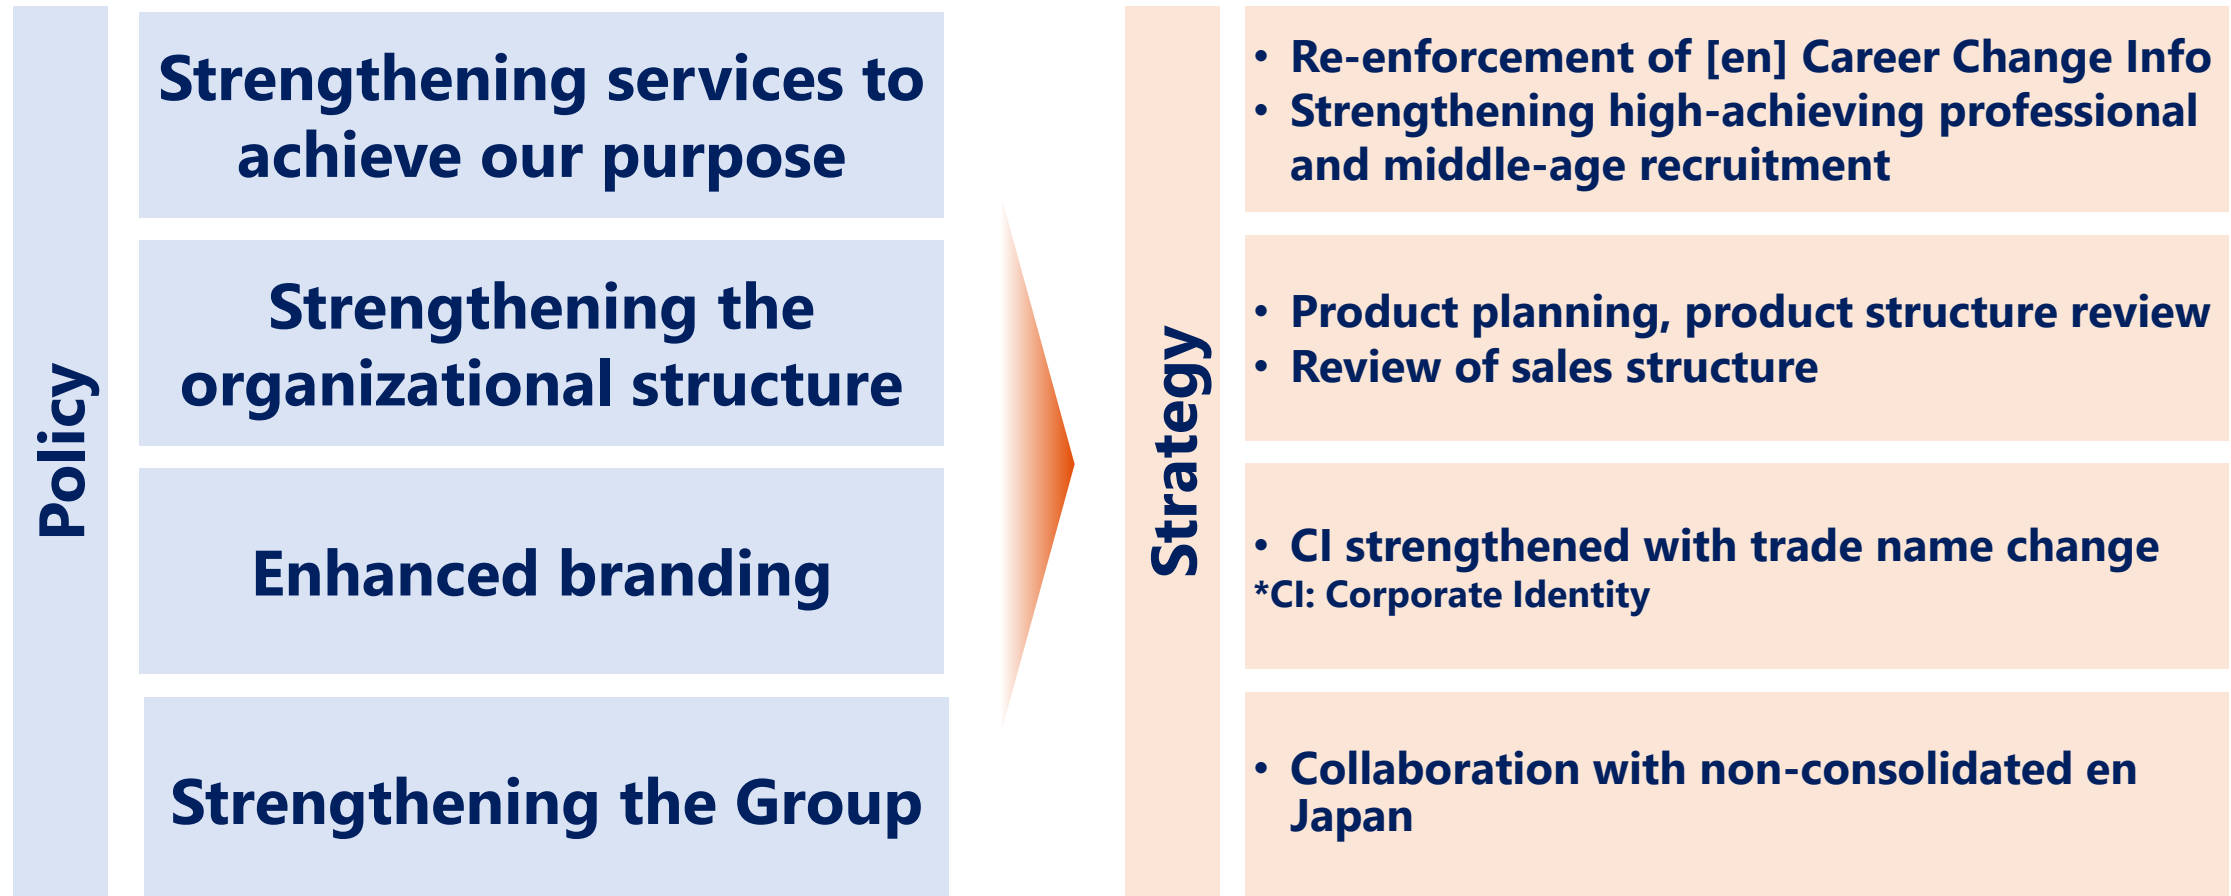 Policy
Strengthening services to
achieve our purpose
Strengthening the
organizational structure
Enhanced branding
Strengthening the Group
Strategy
• Re-enforcement of [en] Career Change Info
• Strengthening high-achieving professional
and middle-age recruitment
• Product planning, product structure review
• Review of sales structure
• CI strengthened with trade name change
*CI: Corporate Identity
• Collaboration with non-consolidated en
Japan